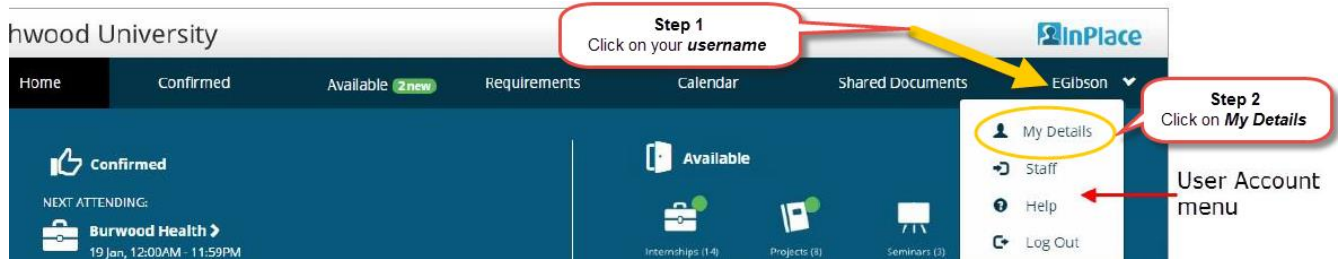 hwood University
Step 1
Click on your username
InPlace
Home
Confirmed
Available 2 new
Requirements
Calendar
Shared Documents
EGibson
Step 2
Click on My Details
My Details
Staff
Help
Log Out
User Account
menu
Confirmed
NEXT ATTENDING:
Burwood Health
19 Jan, 12:00AM - 11:59PM
Available
Internships (14)
Projects (8)
Seminars (3)